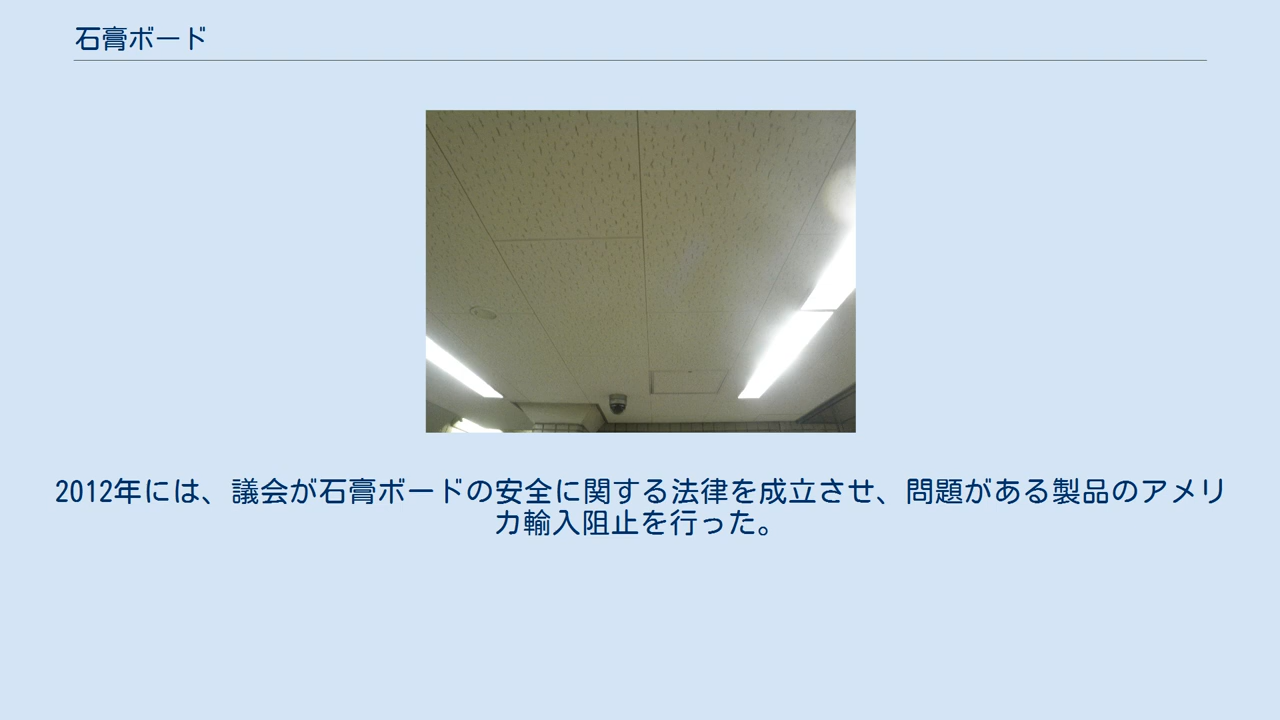 石膏ボード
2012年には、議会が石膏ボードの安全に関する法律を成立させ、問題がある製品のアメリ
カ輸入阻止を行った。